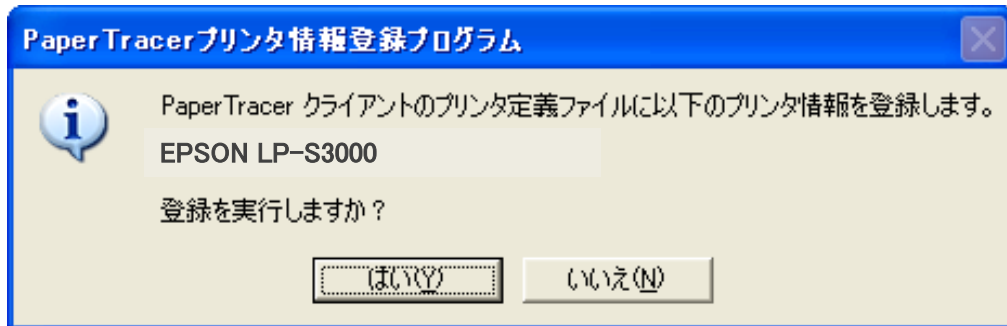 PaperTracerプリンタ情報登録プログラム
PaperTracer クライアントのプリンタ定義ファイルに以下のプリンタ情報を登録します。
EPSON LP-S3000
登録を実行しますか？
はい(Y) いいえ(N)